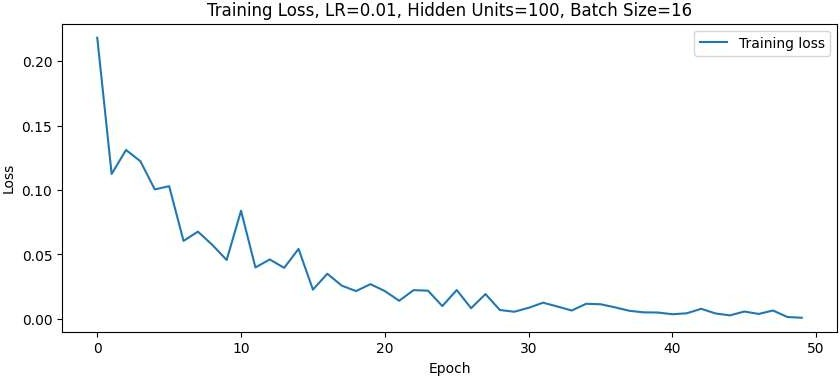 Training Loss, LR=0.01, Hidden Units=100, Batch Size=16
Training loss
0.20
0.15
0.10
0.05
0.00
Loss
0 10 20 30 40 50
Epoch